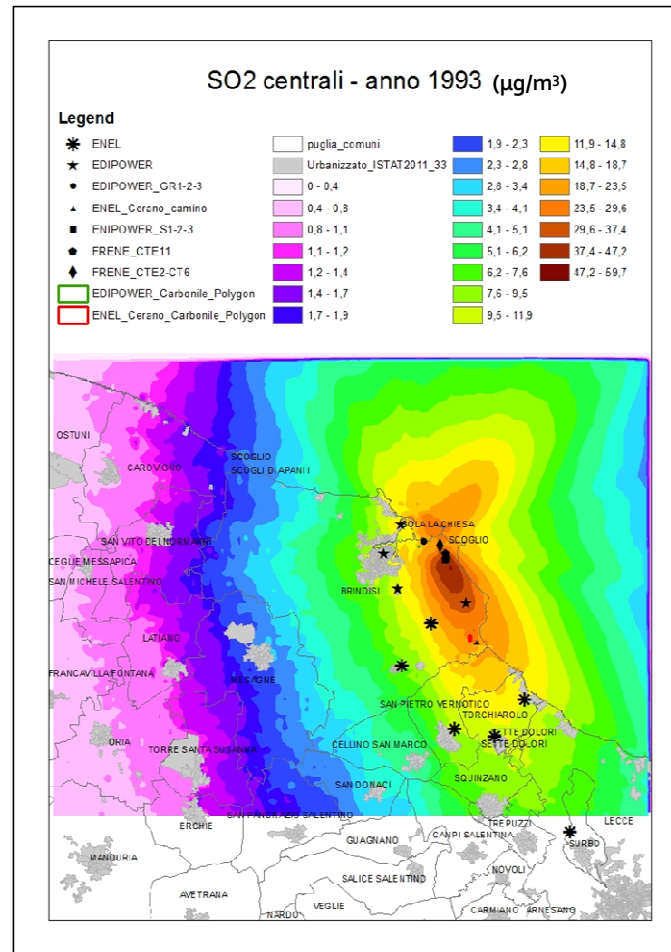 SO2 centrali - anno 1993 (µg/m³)
Legend
ENEL
EDIPOWER
EDIPOWER_GR1-2-3
ENEL_Cerano_camino
ENIPOWER_S1-2-3
FRENE_CTE11
FRENE_CTE2-CT6
EDIPOWER_Carbonile_Polygon
ENEL_Cerano_Carbonile_Polygon
puglia_comuni
Urbanizzato_ISTAT2011_33
0 - 0,4
0,4 - 0,8
0,8 - 1,1
1,1 - 1,2
1,2 - 1,4
1,4 - 1,7
1,7 - 1,9
1,9 - 2,3
2,3 - 2,8
2,8 - 3,4
3,4 - 4,1
4,1 - 5,1
5,1 - 6,2
6,2 - 7,6
7,6 - 9,5
9,5 - 11,9
11,9 - 14,8
14,8 - 18,7
18,7 - 23,5
23,5 - 29,6
29,6 - 37,4
37,4 - 47,2
47,2 - 59,7
OSTUNI
CAROVIGNO
SCOGLIO
SCOGLI DI APANI
SAN VITO DEI NORMANNI
CEGLIE MESSAPICA
SAN MICHELE SALENTINO
LATIANO
FRANCAVILLA FONTANA
MESAGNE
BRINDISI
SCOGLIO
ORIA
TORRE SANTA SUSANNA
SAN PIETRO VERNOTICO
TORCHIAROLO
CELLINO SAN MARCO
SETTE DOLORI
SAN DONACI
SQUINZANO
SAN PANCRAZIO SALENTINO
ERCHIE
TREPUZZI
LECCE
MANDURIA
GUAGNANO
CAMPI SALENTINA
SURBO
SALICE SALENTINO
NOVOLI
AVETRANA
NARDO'
VEGLIE
CARMIANO
ARNESANO